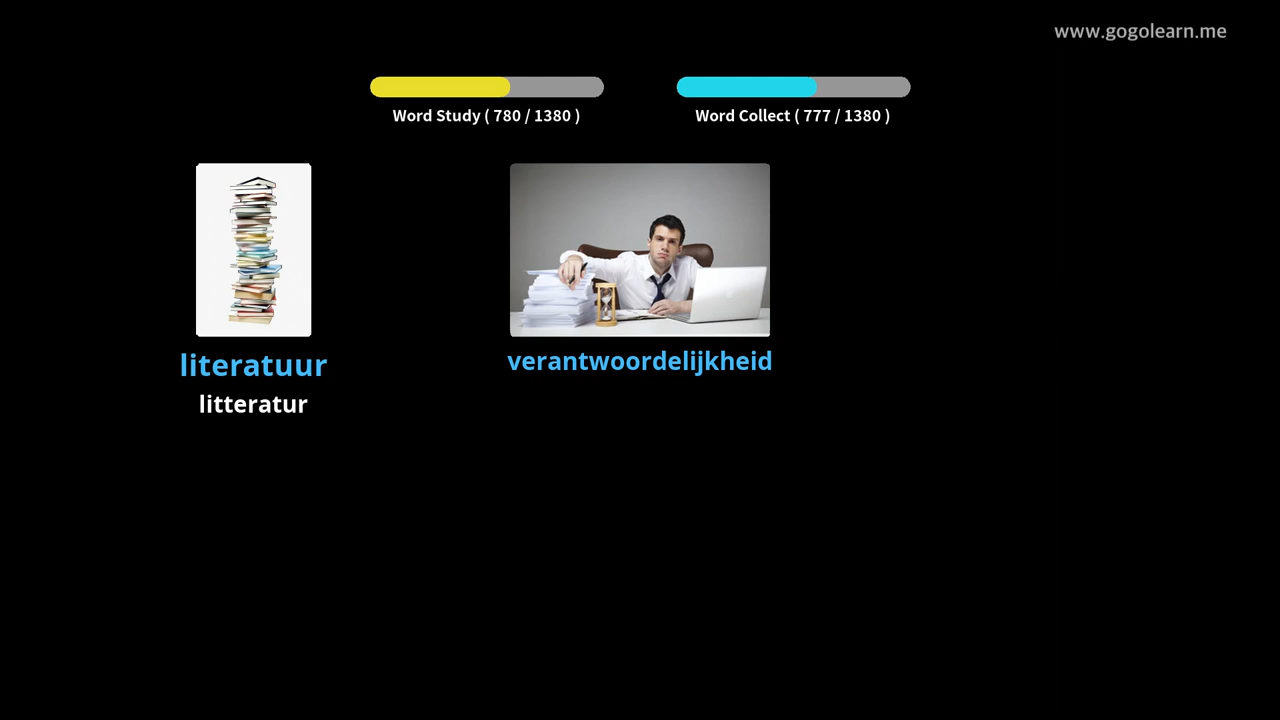 www.gogolearn.me
Word Study ( 780 / 1380 )
Word Collect ( 777 / 1380 )
literatuur
litteratur
verantwoordelijkheid